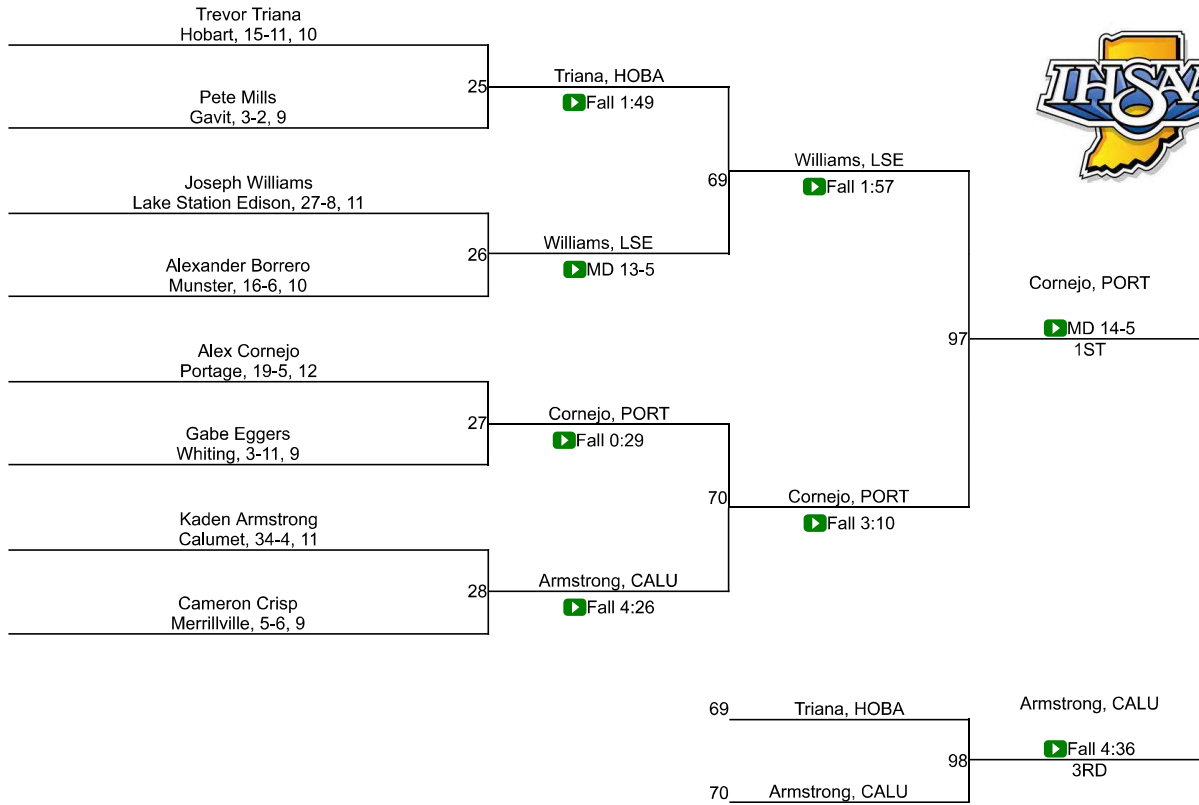 Trevor Triana
Hobart, 15-11, 10
25
Triana, HOBA
Fall 1:49
Pete Mills
Gavit, 3-2, 9
69
Williams, LSE
Fall 1:57
Joseph Williams
Lake Station Edison, 27-8, 11
26
Williams, LSE
MD 13-5
Alexander Borrero
Munster, 16-6, 10
97
Cornejo, PORT
MD 14-5
1ST
Alex Cornejo
Portage, 19-5, 12
27
Cornejo, PORT
Fall 0:29
Gabe Eggers
Whiting, 3-11, 9
70
Cornejo, PORT
Fall 3:10
Kaden Armstrong
Calumet, 34-4, 11
28
Armstrong, CALU
Fall 4:26
Cameron Crisp
Merrillville, 5-6, 9
69
Triana, HOBA
98
Armstrong, CALU
Fall 4:36
3RD
70
Armstrong, CALU
IHSAA